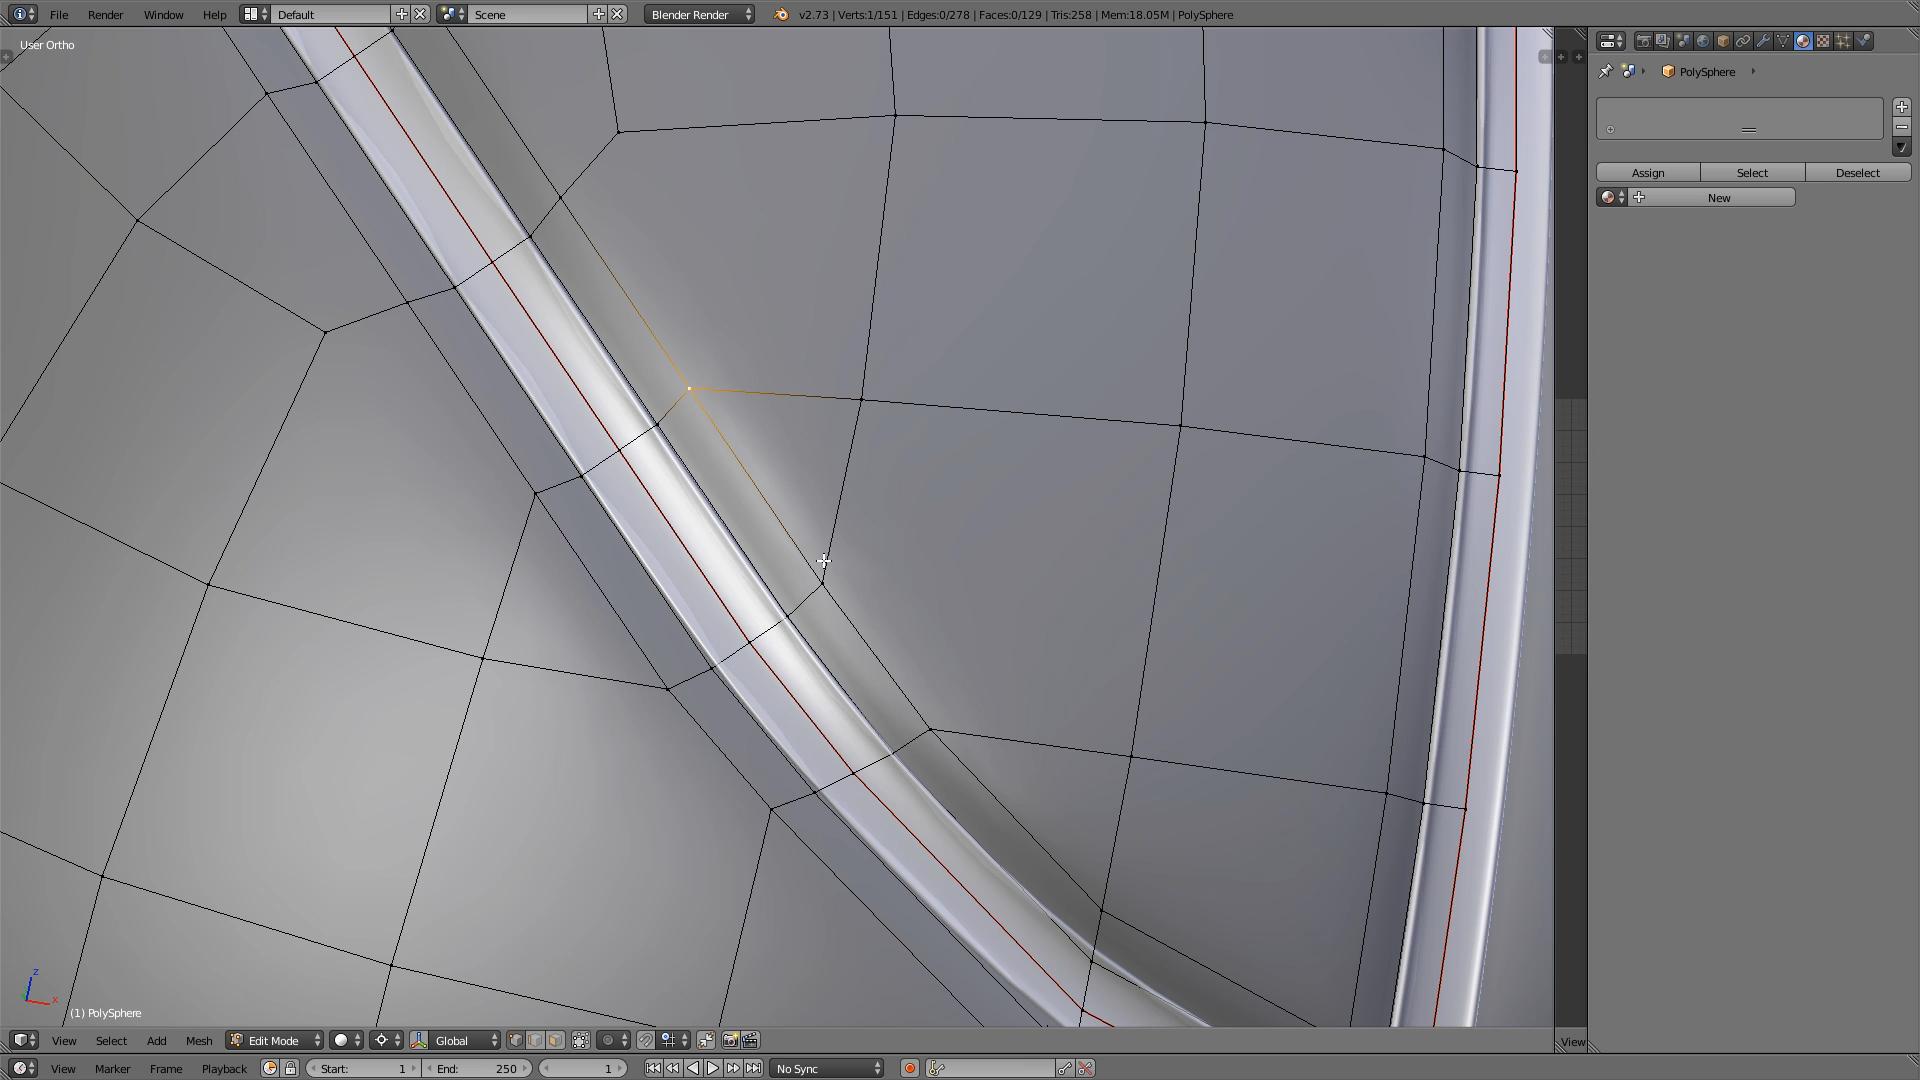 File Render Window Help Default Scene Blender Render v2.73 | Verts:1/151 | Edges:0/278 | Faces:0/129 | Tris:258 | Mem:18.05M | PolySphere
User Ortho
PolySphere
Assign Select Deselect
New
z
x
(1) PolySphere
View Select Add Mesh Edit Mode Global View
View Marker Frame Playback Start: 1 End: 250 1 No Sync